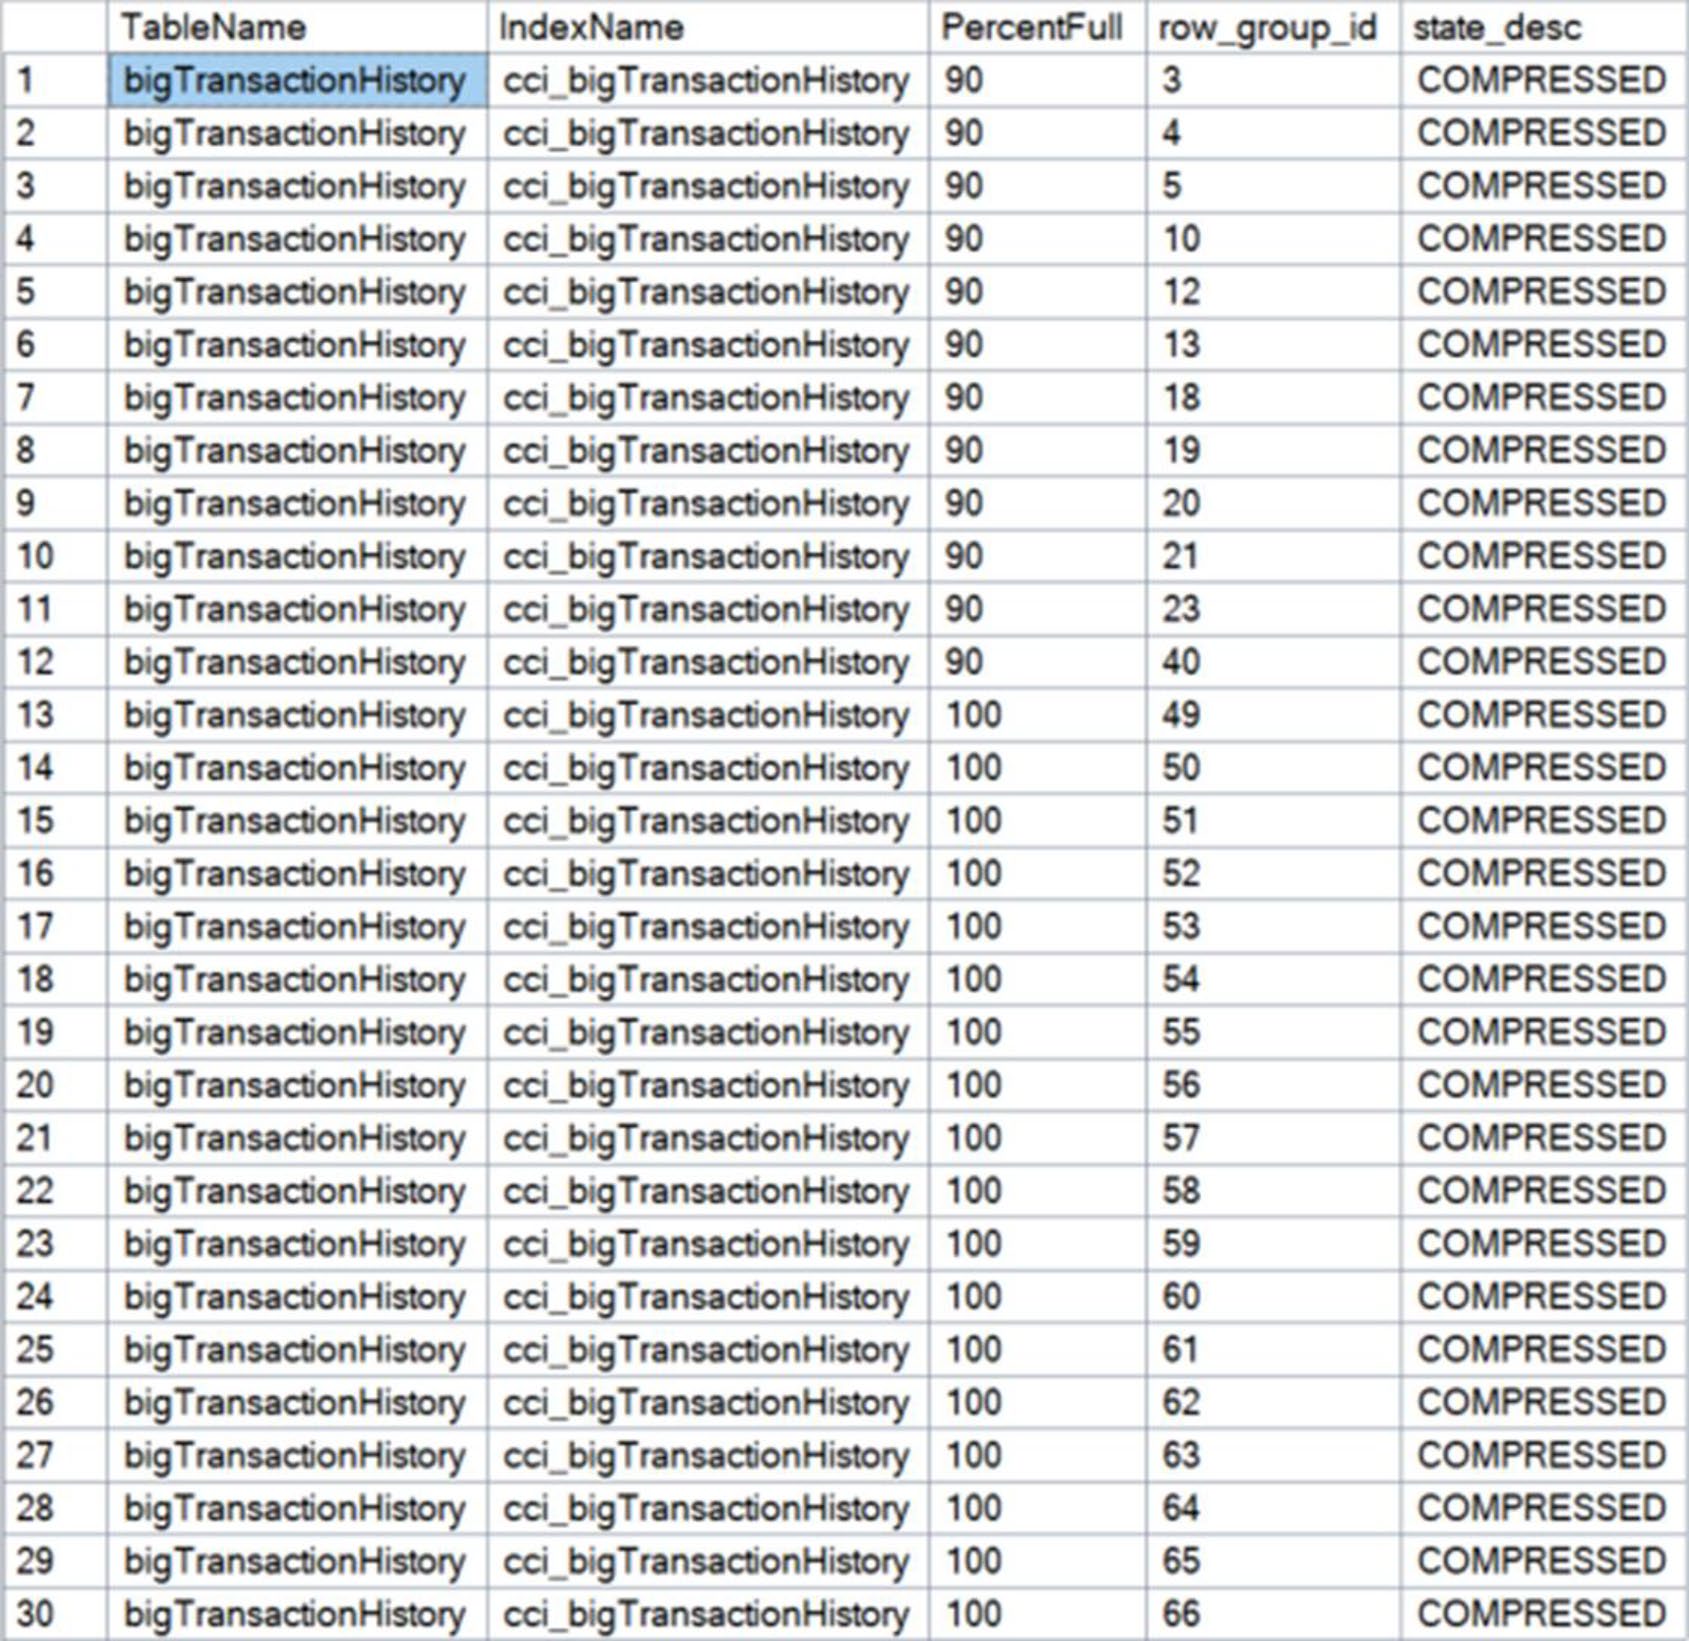 TableName IndexName PercentFull row_group_id state_desc
1 bigTransactionHistory cci_bigTransactionHistory 90 3 COMPRESSED
2 bigTransactionHistory cci_bigTransactionHistory 90 4 COMPRESSED
3 bigTransactionHistory cci_bigTransactionHistory 90 5 COMPRESSED
4 bigTransactionHistory cci_bigTransactionHistory 90 10 COMPRESSED
5 bigTransactionHistory cci_bigTransactionHistory 90 12 COMPRESSED
6 bigTransactionHistory cci_bigTransactionHistory 90 13 COMPRESSED
7 bigTransactionHistory cci_bigTransactionHistory 90 18 COMPRESSED
8 bigTransactionHistory cci_bigTransactionHistory 90 19 COMPRESSED
9 bigTransactionHistory cci_bigTransactionHistory 90 20 COMPRESSED
10 bigTransactionHistory cci_bigTransactionHistory 90 21 COMPRESSED
11 bigTransactionHistory cci_bigTransactionHistory 90 23 COMPRESSED
12 bigTransactionHistory cci_bigTransactionHistory 90 40 COMPRESSED
13 bigTransactionHistory cci_bigTransactionHistory 100 49 COMPRESSED
14 bigTransactionHistory cci_bigTransactionHistory 100 50 COMPRESSED
15 bigTransactionHistory cci_bigTransactionHistory 100 51 COMPRESSED
16 bigTransactionHistory cci_bigTransactionHistory 100 52 COMPRESSED
17 bigTransactionHistory cci_bigTransactionHistory 100 53 COMPRESSED
18 bigTransactionHistory cci_bigTransactionHistory 100 54 COMPRESSED
19 bigTransactionHistory cci_bigTransactionHistory 100 55 COMPRESSED
20 bigTransactionHistory cci_bigTransactionHistory 100 56 COMPRESSED
21 bigTransactionHistory cci_bigTransactionHistory 100 57 COMPRESSED
22 bigTransactionHistory cci_bigTransactionHistory 100 58 COMPRESSED
23 bigTransactionHistory cci_bigTransactionHistory 100 59 COMPRESSED
24 bigTransactionHistory cci_bigTransactionHistory 100 60 COMPRESSED
25 bigTransactionHistory cci_bigTransactionHistory 100 61 COMPRESSED
26 bigTransactionHistory cci_bigTransactionHistory 100 62 COMPRESSED
27 bigTransactionHistory cci_bigTransactionHistory 100 63 COMPRESSED
28 bigTransactionHistory cci_bigTransactionHistory 100 64 COMPRESSED
29 bigTransactionHistory cci_bigTransactionHistory 100 65 COMPRESSED
30 bigTransactionHistory cci_bigTransactionHistory 100 66 COMPRESSED